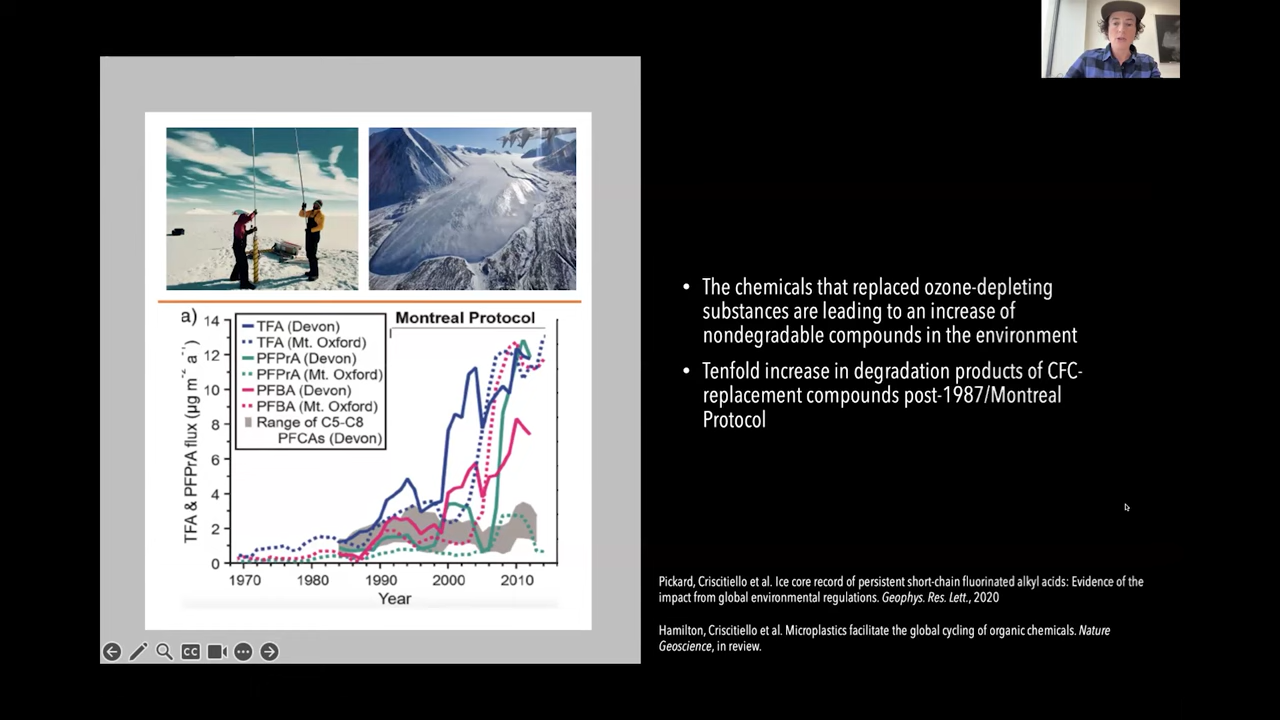 a)
14
12
10
8
6
4
2
0
TFA & PFPrA flux (µg m⁻² a⁻¹)
TFA (Devon)
TFA (Mt. Oxford)
PFPrA (Devon)
PFPrA (Mt. Oxford)
PFBA (Devon)
PFBA (Mt. Oxford)
Range of C5-C8
PFCAs (Devon)
Montreal Protocol
1970 1980 1990 2000 2010
Year
CC
• The chemicals that replaced ozone-depleting
substances are leading to an increase of
nondegradable compounds in the environment
• Tenfold increase in degradation products of CFC-
replacement compounds post-1987/Montreal
Protocol
Pickard, Criscitiello et al. Ice core record of persistent short-chain fluorinated alkyl acids: Evidence of the
impact from global environmental regulations. Geophys. Res. Lett., 2020
Hamilton, Criscitiello et al. Microplastics facilitate the global cycling of organic chemicals. Nature
Geoscience, in review.